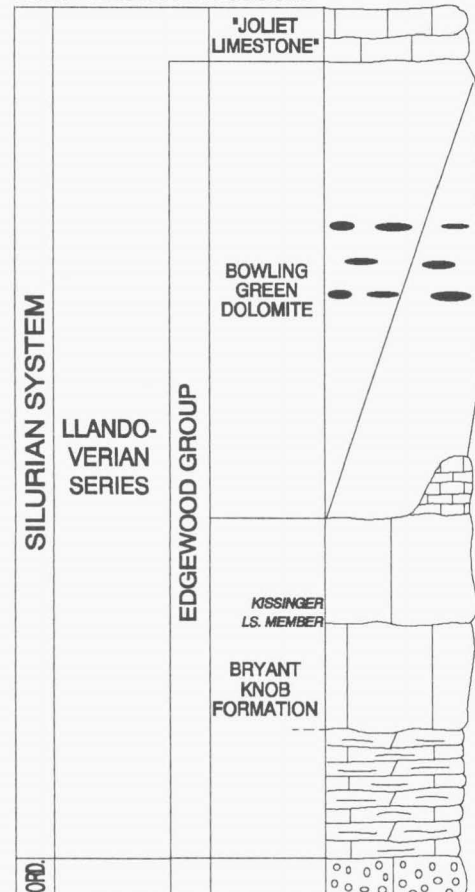 SILURIAN SYSTEM
ORD.
LLANDO-
VERIAN
SERIES
EDGEWOOD GROUP
"JOLIET
LIMESTONE"
BOWLING
GREEN
DOLOMITE
KISSINGER
LS. MEMBER
BRYANT
KNOB
FORMATION